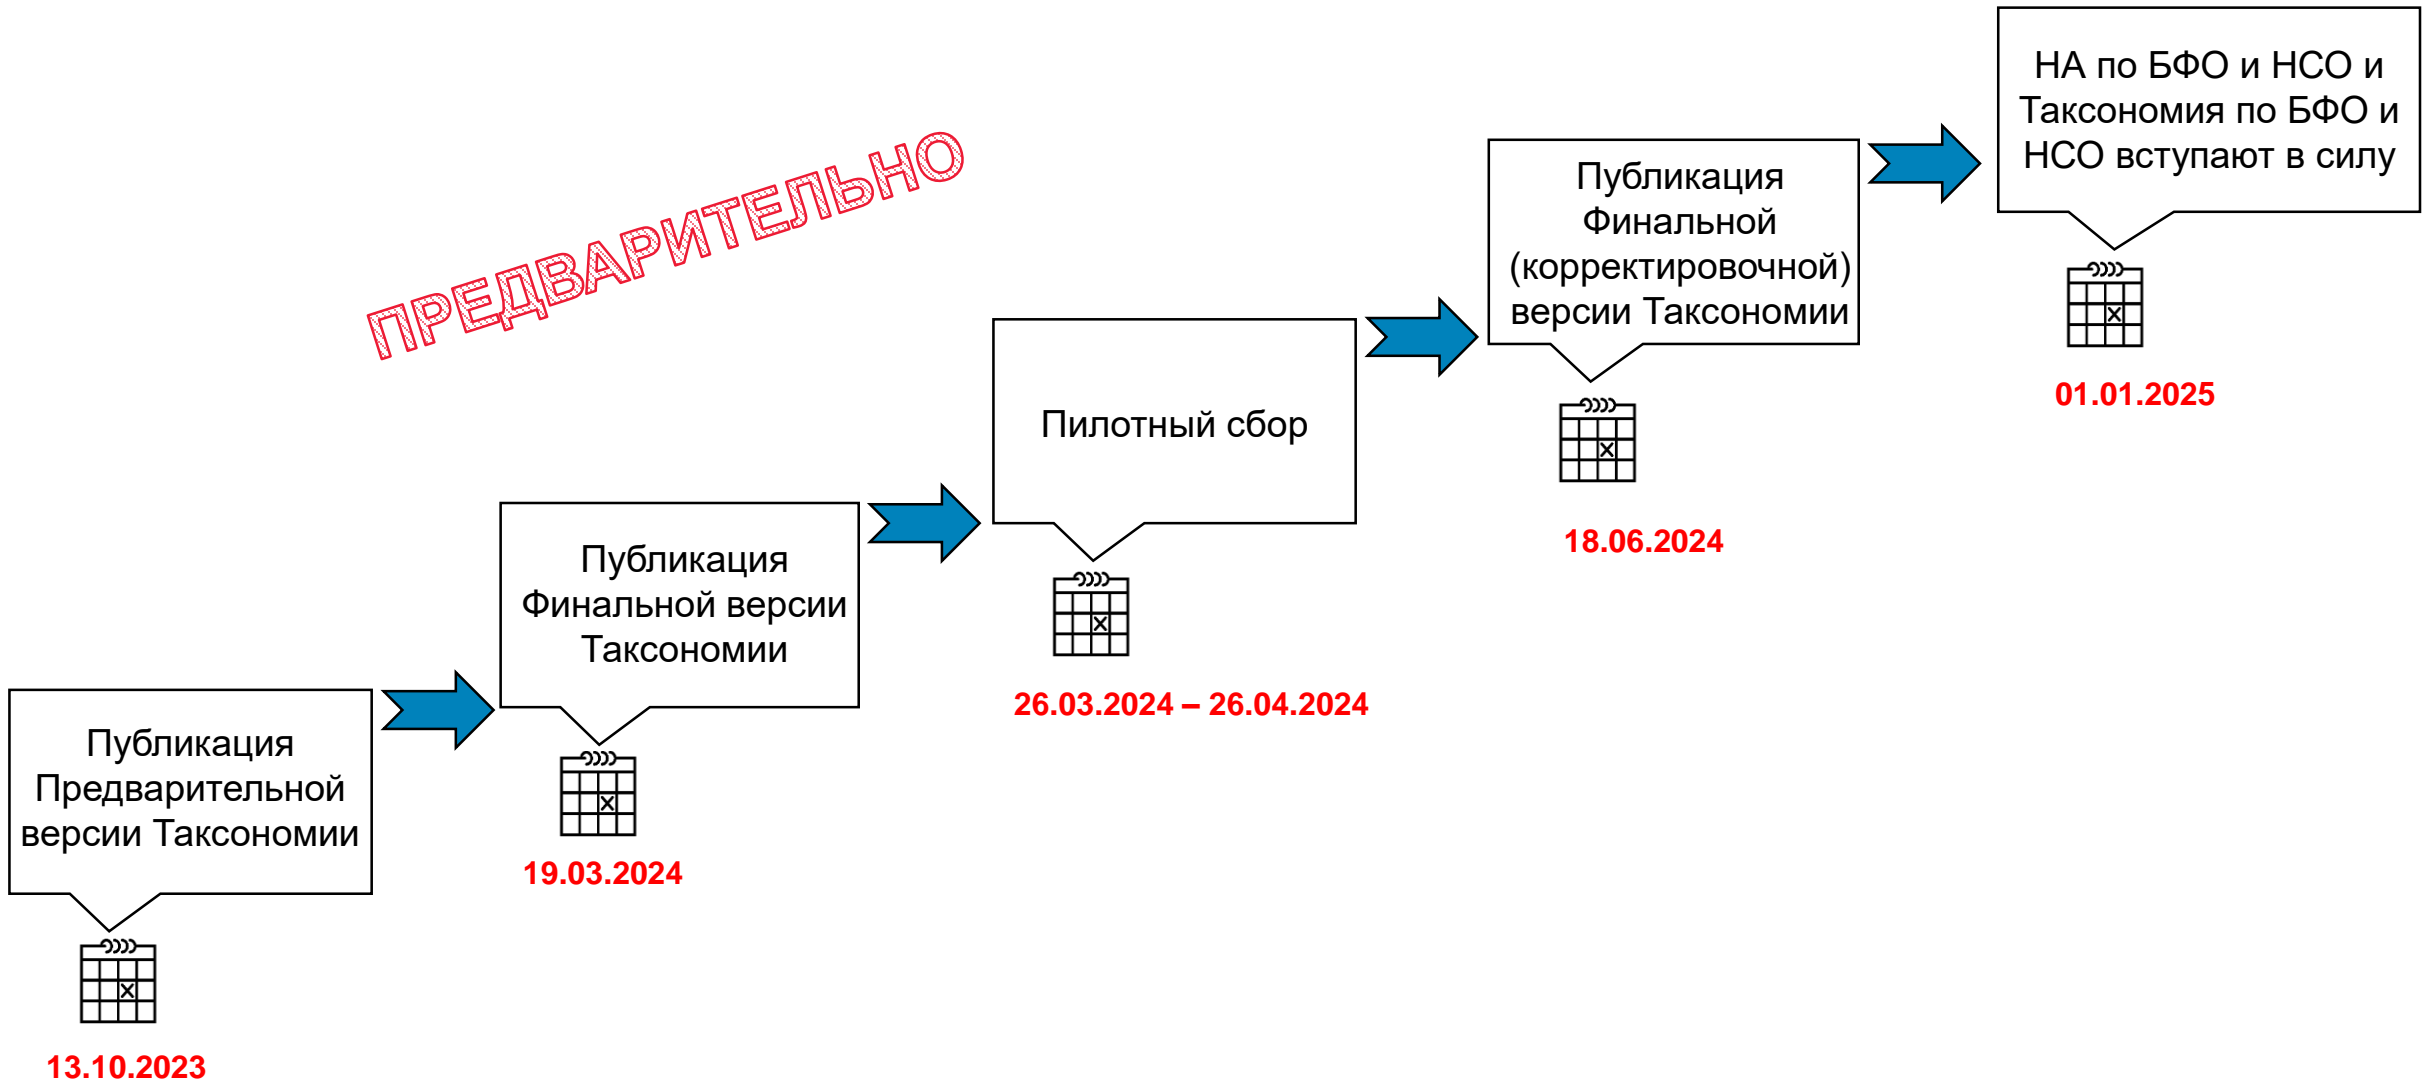 НА по БФО и НСО и
Таксономия по БФО и
НСО вступают в силу
01.01.2025
ПРЕДВАРИТЕЛЬНО
Публикация
Финальной
(корректировочной)
версии Таксономии
18.06.2024
Пилотный сбор
26.03.2024 – 26.04.2024
Публикация
Финальной версии
Таксономии
19.03.2024
Публикация
Предварительной
версии Таксономии
13.10.2023